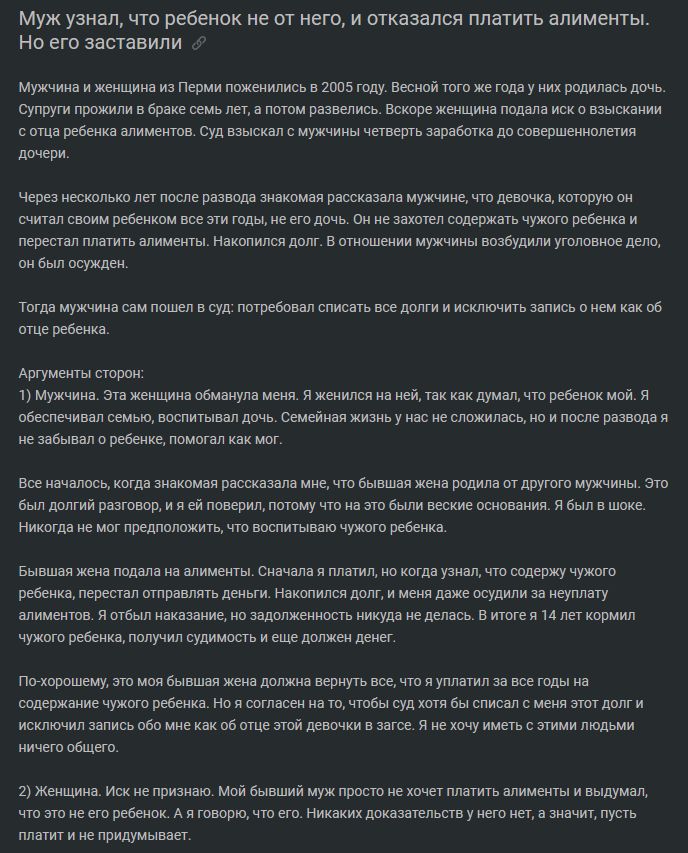 Муж узнал, что ребенок не от него, и отказался платить алименты.
Но его заставили
Мужчина и женщина из Перми поженились в 2005 году. Весной того же года у них родилась дочь.
Супруги прожили в браке семь лет, а потом развелись. Вскоре женщина подала иск о взыскании
с отца ребенка алиментов. Суд взыскал с мужчины четверть заработка до совершеннолетия
дочери.
Через несколько лет после развода знакомая рассказала мужчине, что девочка, которую он
считал своим ребенком все эти годы, не его дочь. Он не захотел содержать чужого ребенка и
перестал платить алименты. Накопился долг. В отношении мужчины возбудили уголовное дело,
он был осужден.
Тогда мужчина сам пошел в суд: потребовал списать все долги и исключить запись о нем как об
отце ребенка.
Аргументы сторон:
1) Мужчина. Эта женщина обманула меня. Я женился на ней, так как думал, что ребенок мой. Я
обеспечивал семью, воспитывал дочь. Семейная жизнь у нас не сложилась, но и после развода я
не забывал о ребенке, помогал как мог.
Все началось, когда знакомая рассказала мне, что бывшая жена родила от другого мужчины. Это
был долгий разговор, и я ей поверил, потому что на это были веские основания. Я был в шоке.
Никогда не мог предположить, что воспитываю чужого ребенка.
Бывшая жена подала на алименты. Сначала я платил, но когда узнал, что содержу чужого
ребенка, перестал отправлять деньги. Накопился долг, и меня даже осудили за неуплату
алиментов. Я отбыл наказание, но задолженность никуда не делась. В итоге я 14 лет кормил
чужого ребенка, получил судимость и еще должен денег.
По-хорошему, это моя бывшая жена должна вернуть все, что я уплатил за все годы на
содержание чужого ребенка. Но я согласен на то, чтобы суд хотя бы списал с меня этот долг и
исключил запись обо мне как об отце этой девочки в загсе. Я не хочу иметь с этими людьми
ничего общего.
2) Женщина. Иск не признаю. Мой бывший муж просто не хочет платить алименты и выдумал,
что это не его ребенок. А я говорю, что его. Никаких доказательств у него нет, а значит, пусть
платит и не придумывает.